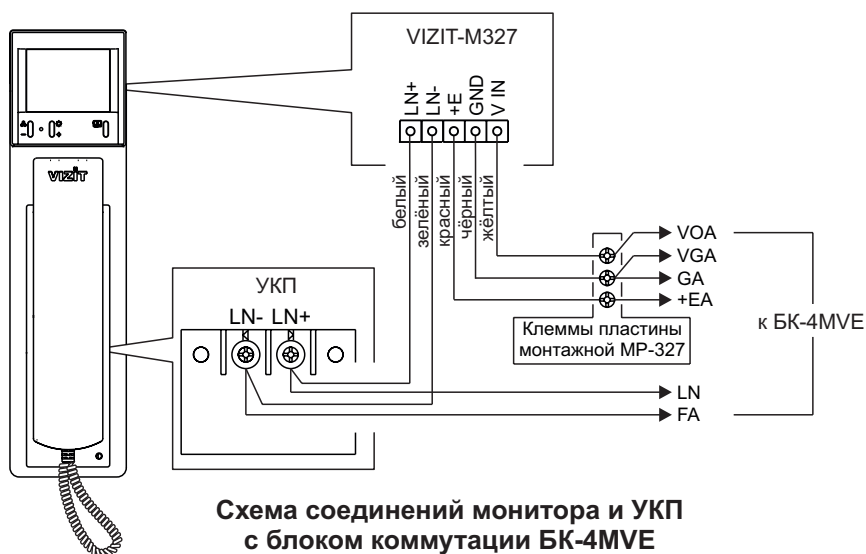 VIZIT-M327
LN+
LN-
+E
GND
V IN
белый
зелёный
красный
чёрный
жёлтый
VIZIT
УКП
LN- LN+
VOA
VGA
GA
+EA
к БК-4MVE
Клеммы пластины
монтажной МР-327
LN
FA
Схема соединений монитора и УКП
с блоком коммутации БК-4MVE